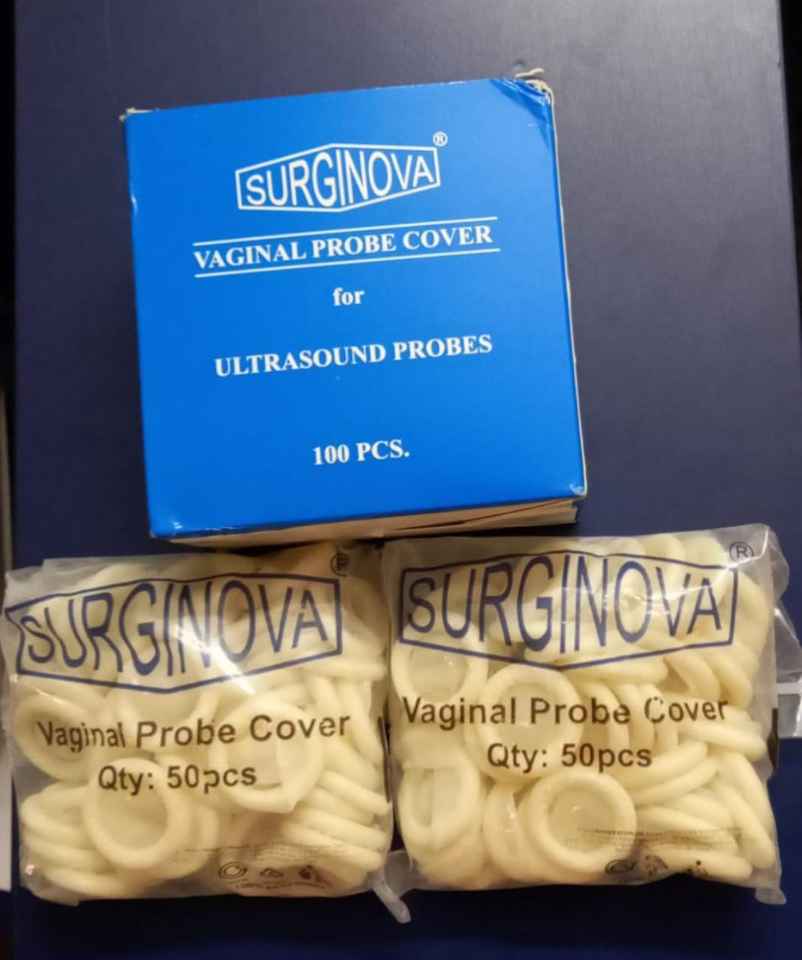 SURGINOVA®
VAGINAL PROBE COVER
for
ULTRASOUND PROBES
100 PCS.
SURGINOVA®
Vaginal Probe Cover
Qty: 50pcs
SURGINOVA®
Vaginal Probe Cover
Qty: 50pcs